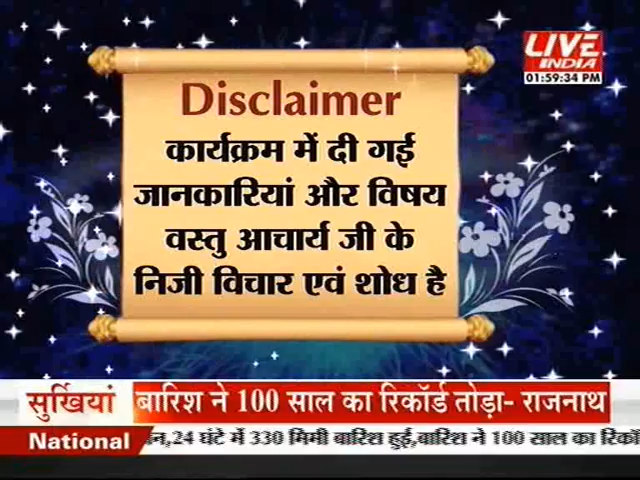 LIVE
INDIA
01:59:34 PM
Disclaimer
कार्यक्रम में दी गई
जानकारियां और विषय
वस्तु आचार्य जी के
निजी विचार एवं शोध है
सुर्खियां बारिश ने 100 साल का रिकॉर्ड तोड़ा- राजनाथ
National ,24 घंटे में 330 मिमी बारिश हुई,बारिश ने 100 साल का